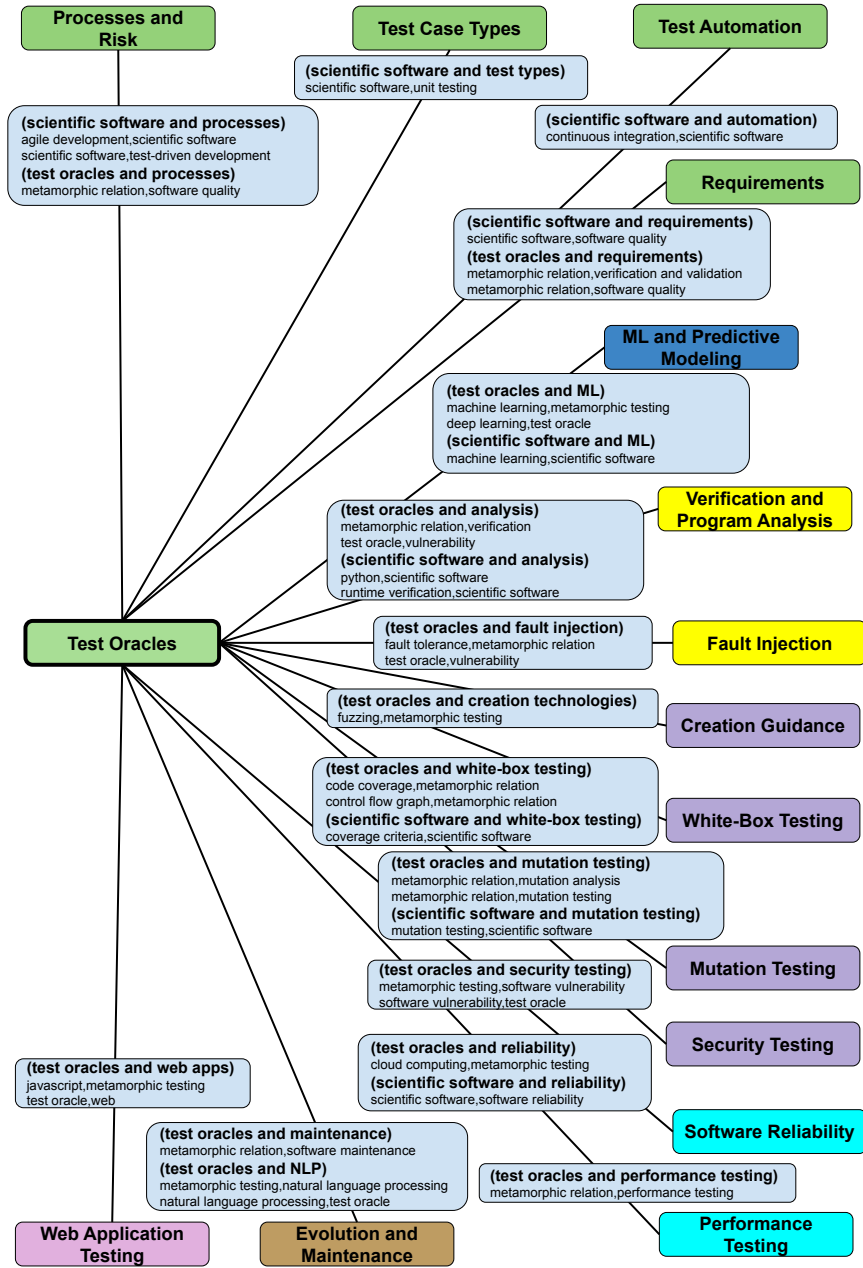 Processes and
Risk
Test Case Types
Test Automation
(scientific software and test types)
scientific software,unit testing
(scientific software and processes)
agile development,scientific software
scientific software,test-driven development
(test oracles and processes)
metamorphic relation,software quality
(scientific software and automation)
continuous integration,scientific software
Requirements
(scientific software and requirements)
scientific software,software quality
(test oracles and requirements)
metamorphic relation,verification and validation
metamorphic relation,software quality
ML and Predictive
Modeling
(test oracles and ML)
machine learning,metamorphic testing
deep learning,test oracle
(scientific software and ML)
machine learning,scientific software
Verification and
Program Analysis
(test oracles and analysis)
metamorphic relation,verification
test oracle,vulnerability
(scientific software and analysis)
python,scientific software
runtime verification,scientific software
Test Oracles
(test oracles and fault injection)
fault tolerance,metamorphic relation
test oracle,vulnerability
Fault Injection
(test oracles and creation technologies)
fuzzing,metamorphic testing
Creation Guidance
(test oracles and white-box testing)
code coverage,metamorphic relation
control flow graph,metamorphic relation
(scientific software and white-box testing)
coverage criteria,scientific software
White-Box Testing
(test oracles and mutation testing)
metamorphic relation,mutation analysis
metamorphic relation,mutation testing
(scientific software and mutation testing)
mutation testing,scientific software
Mutation Testing
(test oracles and security testing)
metamorphic testing,software vulnerability
software vulnerability,test oracle
Security Testing
(test oracles and reliability)
cloud computing,metamorphic testing
(scientific software and reliability)
scientific software,software reliability
(test oracles and web apps)
javascript,metamorphic testing
test oracle,web
Software Reliability
(test oracles and maintenance)
metamorphic relation,software maintenance
(test oracles and NLP)
metamorphic testing,natural language processing
natural language processing,test oracle
(test oracles and performance testing)
metamorphic relation,performance testing
Web Application
Testing
Evolution and
Maintenance
Performance
Testing